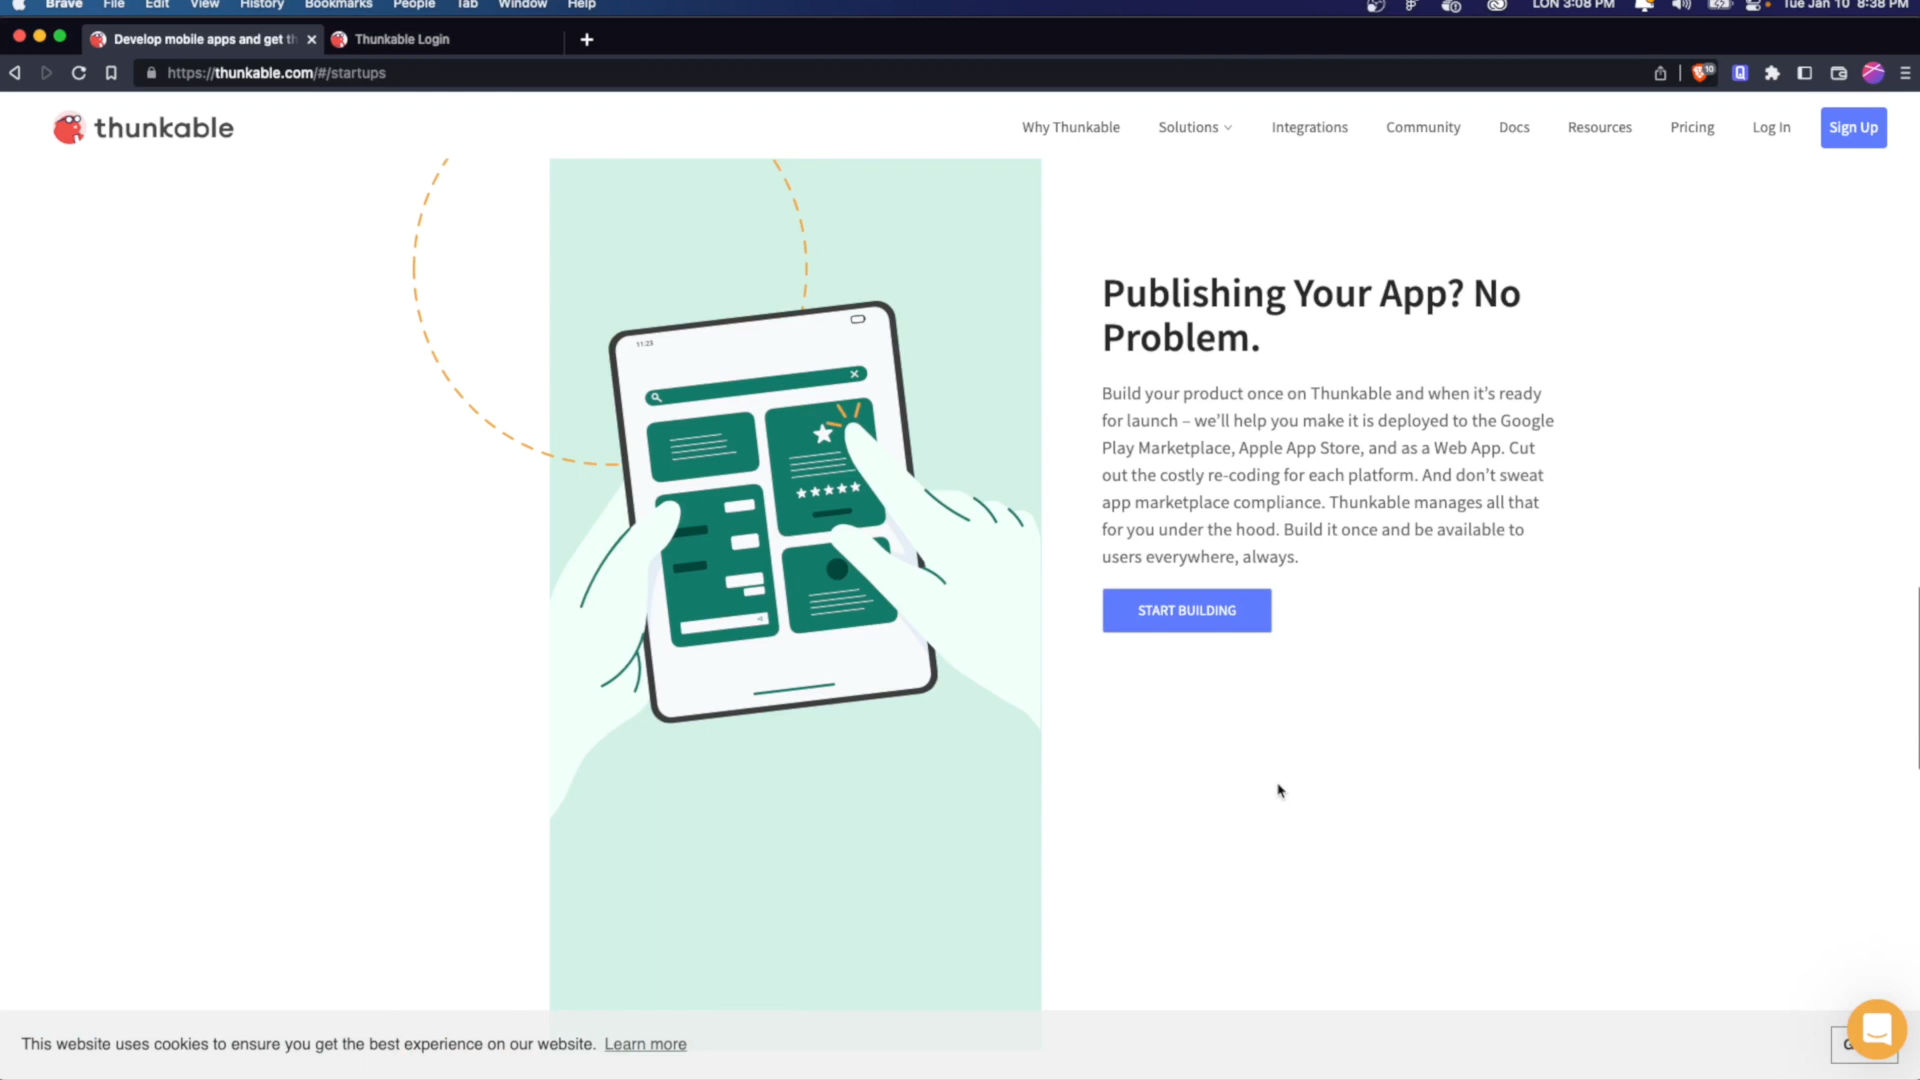 Brave File Edit View History Bookmarks People Tab Window Help LON 3:08 PM Tue Jan 10 8:38 PM
Develop mobile apps and get th Thunkable Login
https://thunkable.com/#/startups
10
thunkable
Why Thunkable Solutions Integrations Community Docs Resources Pricing Log In Sign Up
11:23
Publishing Your App? No
Problem.
Build your product once on Thunkable and when it’s ready
for launch – we’ll help you make it is deployed to the Google
Play Marketplace, Apple App Store, and as a Web App. Cut
out the costly re-coding for each platform. And don’t sweat
app marketplace compliance. Thunkable manages all that
for you under the hood. Build it once and be available to
users everywhere, always.
START BUILDING
This website uses cookies to ensure you get the best experience on our website. Learn more